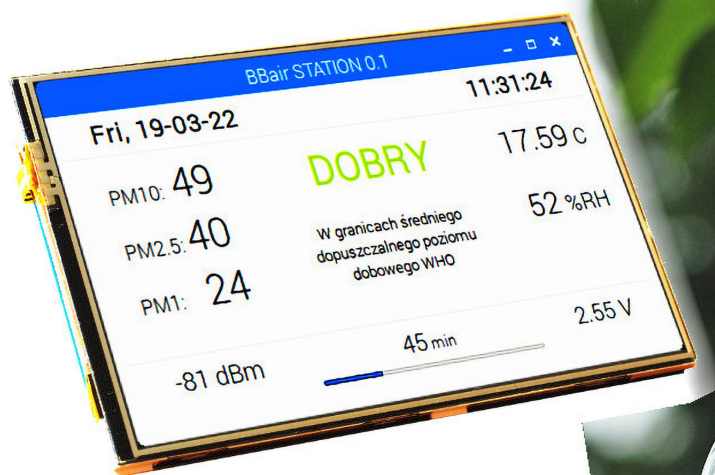 BBair STATION 0.1
Fri, 19-03-22
11:31:24
PM10: 49
DOBRY
17.59 C
PM2.5: 40
W granicach średniego
dopuszczalnego poziomu
dobowego WHO
52 %RH
PM1: 24
-81 dBm
45 min
2.55 V